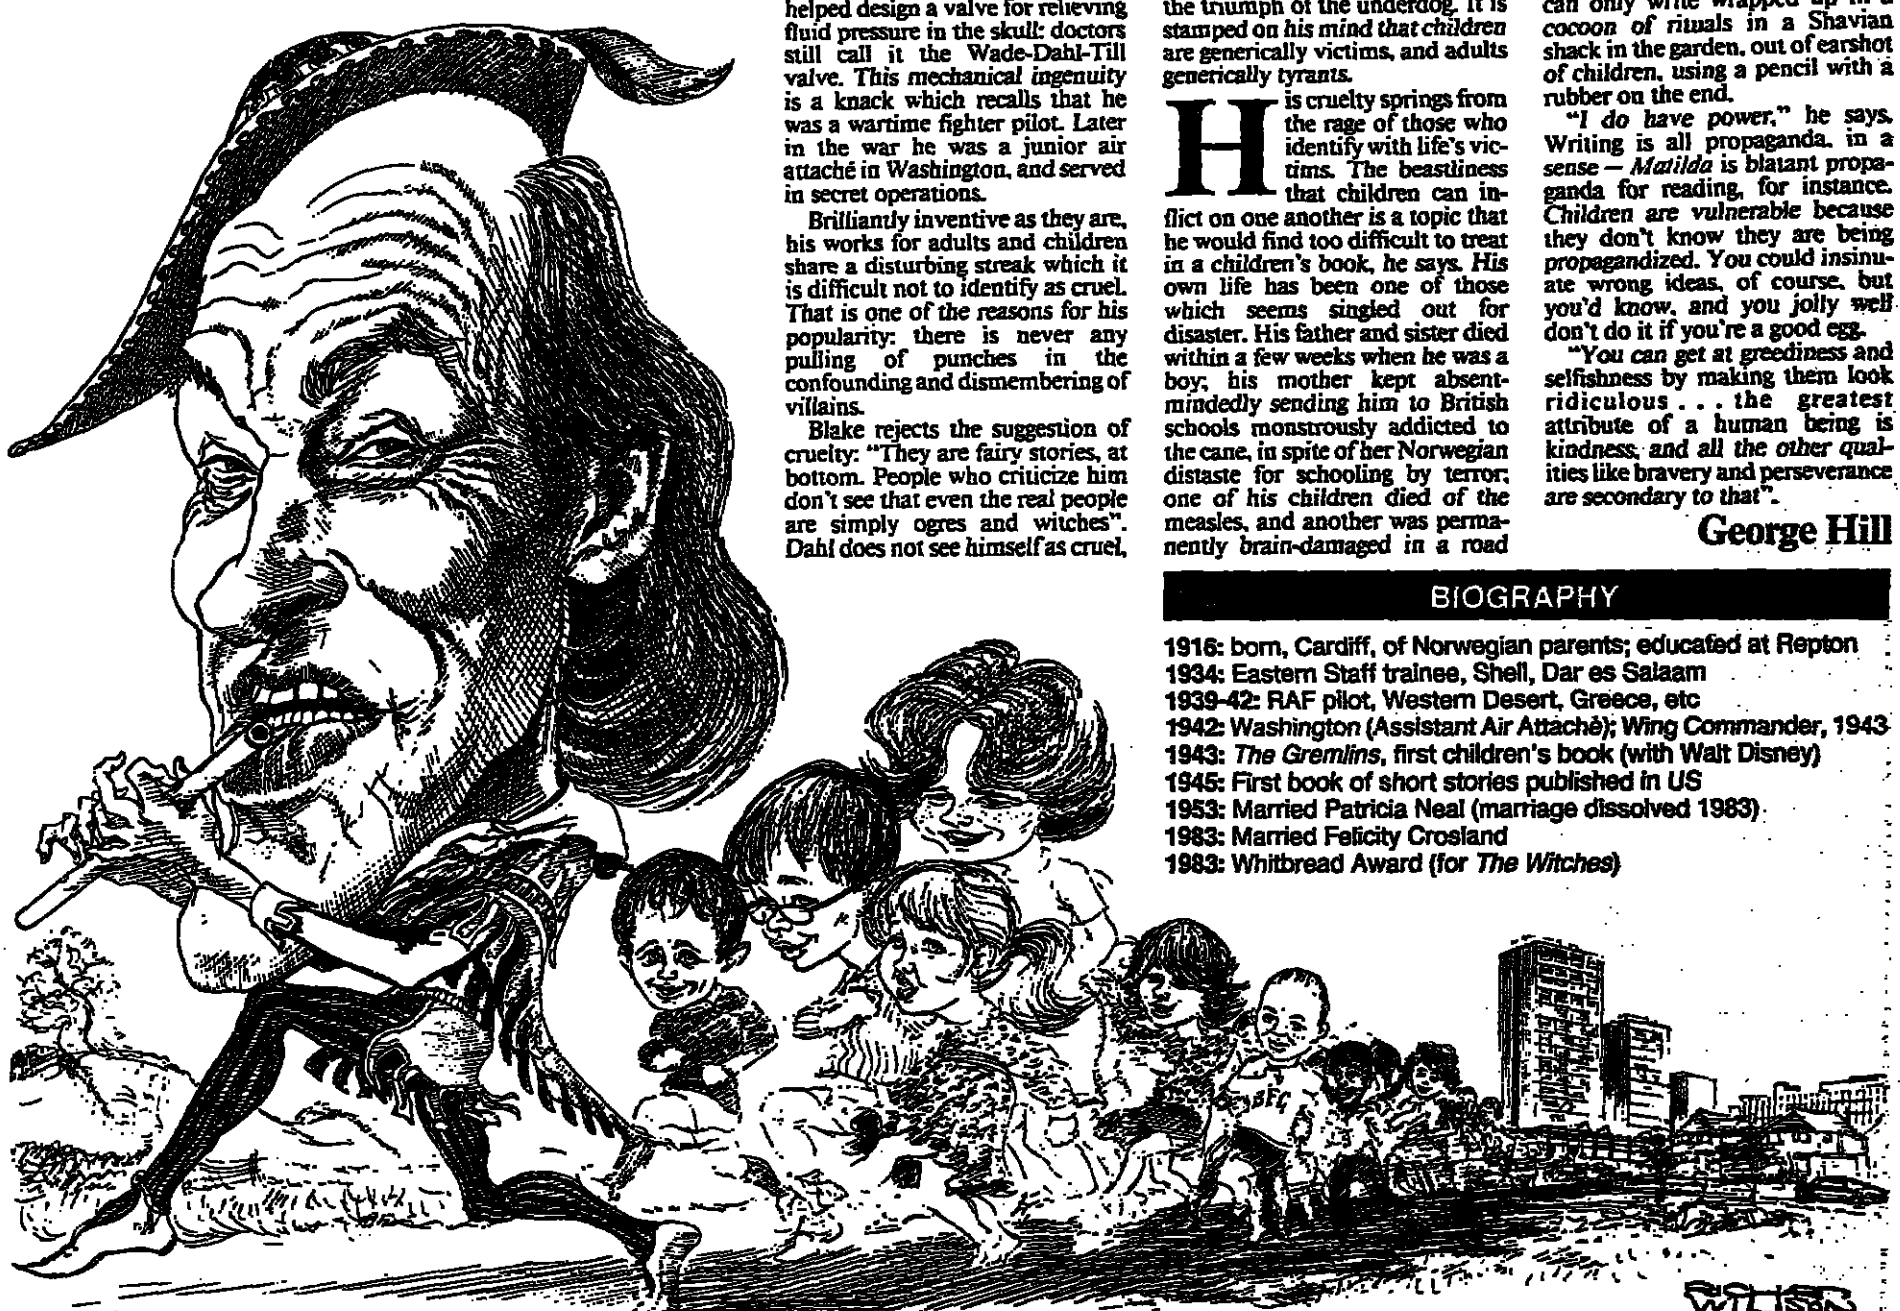 helped design a valve for relieving
fluid pressure in the skull: doctors
still call it the Wade-Dahl-Till
valve. This mechanical ingenuity
is a knack which recalls that he
was a wartime fighter pilot. Later
in the war he was a junior air
attaché in Washington, and served
in secret operations.
Brilliantly inventive as they are,
his works for adults and children
share a disturbing streak which it
is difficult not to identify as cruel.
That is one of the reasons for his
popularity: there is never any
pulling of punches in the
confounding and dismembering of
villains.
Blake rejects the suggestion of
cruelty: “They are fairy stories, at
bottom. People who criticize him
don't see that even the real people
are simply ogres and witches”.
Dahl does not see himself as cruel,
the triumph of the underdog. It is
stamped on his mind that children
are generically victims, and adults
generically tyrants.
His cruelty springs from
the rage of those who
identify with life's vic-
tims. The beastliness
that children can in-
flict on one another is a topic that
he would find too difficult to treat
in a children's book, he says. His
own life has been one of those
which seems singled out for
disaster. His father and sister died
within a few weeks when he was a
boy; his mother kept absent-
mindedly sending him to British
schools monstrously addicted to
the cane, in spite of her Norwegian
distaste for schooling by terror;
one of his children died of the
measles, and another was perma-
nently brain-damaged in a road
can only write wrapped up in a
cocoon of rituals in a Shavian
shack in the garden, out of earshot
of children, using a pencil with a
rubber on the end.
“I do have power,” he says.
Writing is all propaganda, in a
sense — Matilda is blatant propa-
ganda for reading, for instance.
Children are vulnerable because
they don't know they are being
propagandized. You could insinu-
ate wrong ideas, of course, but
you'd know, and you jolly well
don't do it if you're a good egg.
“You can get at greediness and
selfishness by making them look
ridiculous . . . the greatest
attribute of a human being is
kindness, and all the other qual-
ities like bravery and perseverance
are secondary to that”.
George Hill
BIOGRAPHY
1916: born, Cardiff, of Norwegian parents; educated at Repton
1934: Eastern Staff trainee, Shell, Dar es Salaam
1939-42: RAF pilot, Western Desert, Greece, etc
1942: Washington (Assistant Air Attaché); Wing Commander, 1943
1943: The Gremlins, first children's book (with Walt Disney)
1945: First book of short stories published in US
1953: Married Patricia Neal (marriage dissolved 1983)
1983: Married Felicity Crosland
1983: Whitbread Award (for The Witches)
BFG